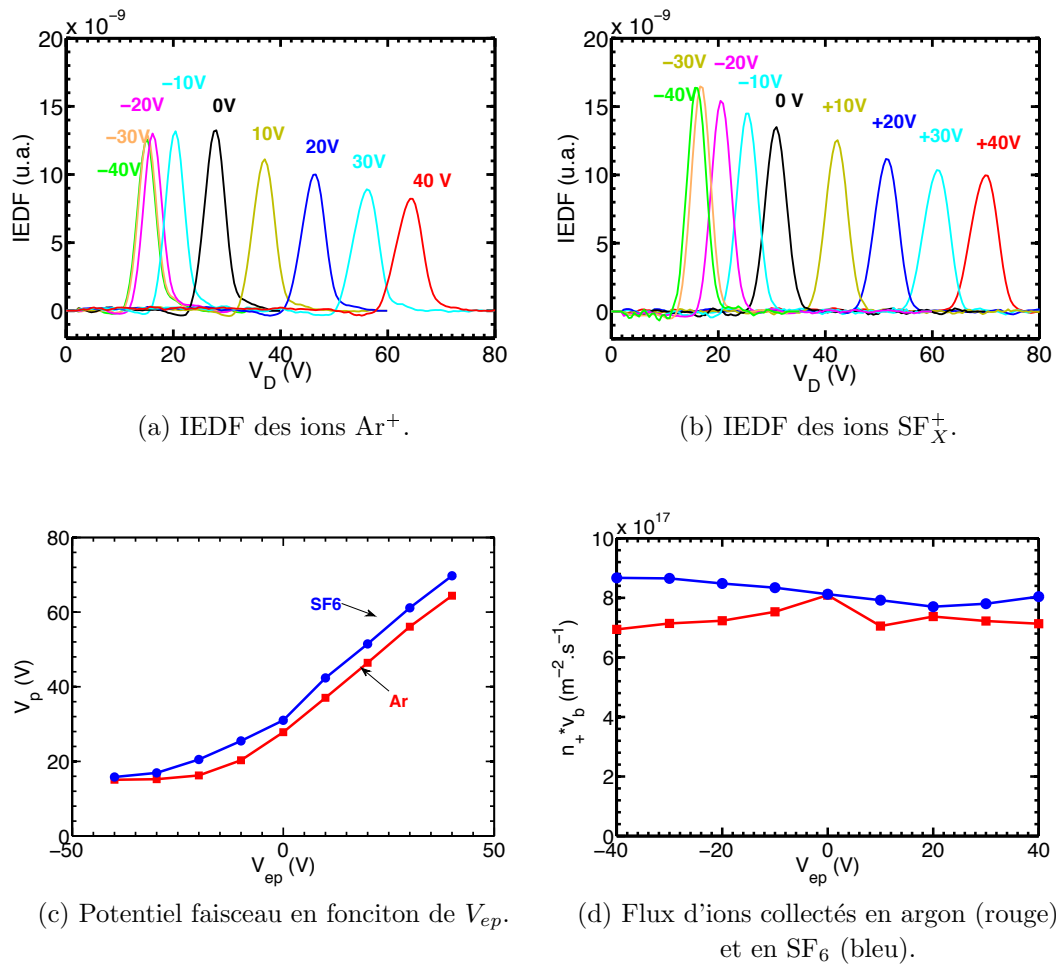 x 10⁻⁹
20
15
10
5
0
IEDF (u.a.)
−10V
−20V
0V
−30V
10V
20V
−40V
30V
40 V
0 20 40 60 80
V_D (V)
(a) IEDF des ions Ar⁺.
x 10⁻⁹
20
15
10
5
0
IEDF (u.a.)
−30V
−20V
−10V
−40V
0 V
+10V
+20V
+30V
+40V
0 20 40 60 80
V_D (V)
(b) IEDF des ions SF_X⁺.
80
60
40
20
0
V_p (V)
SF6
Ar
−50 0 50
V_ep (V)
(c) Potentiel faisceau en fonciton de V_ep.
x 10¹⁷
10
8
6
4
2
0
n₊*v_b (m⁻².s⁻¹)
−40 −20 0 20 40
V_ep (V)
(d) Flux d'ions collectés en argon (rouge)
et en SF₆ (bleu).